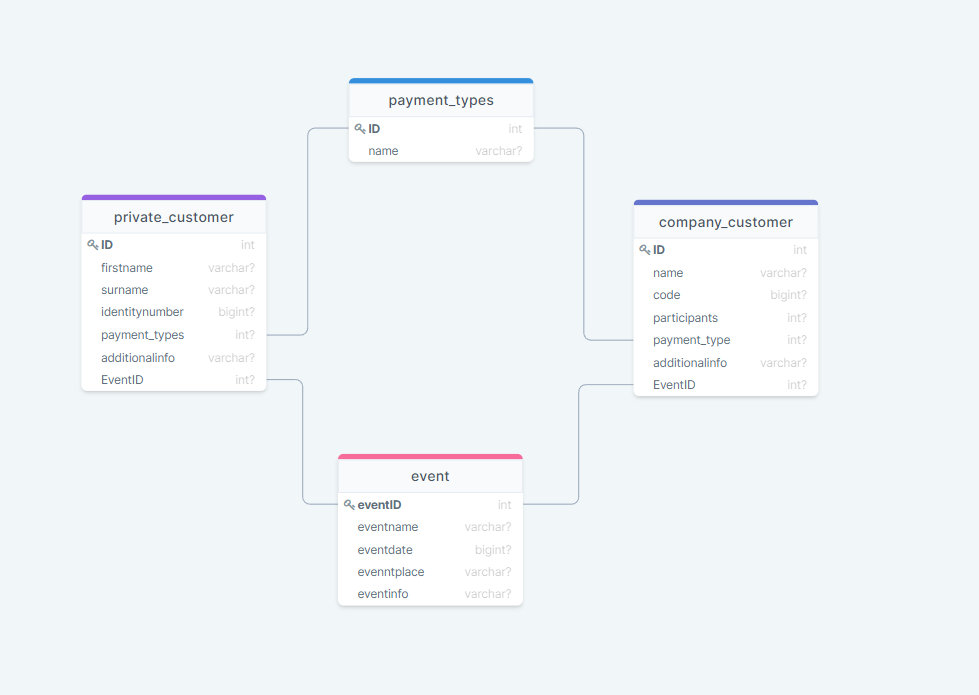 payment_types
ID int
name varchar?
private_customer
ID int
firstname varchar?
surname varchar?
identitynumber bigint?
payment_types int?
additionalinfo varchar?
EventID int?
company_customer
ID int
name varchar?
code bigint?
participants int?
payment_type int?
additionalinfo varchar?
EventID int?
event
eventID int
eventname varchar?
eventdate bigint?
evenntplace varchar?
eventinfo varchar?